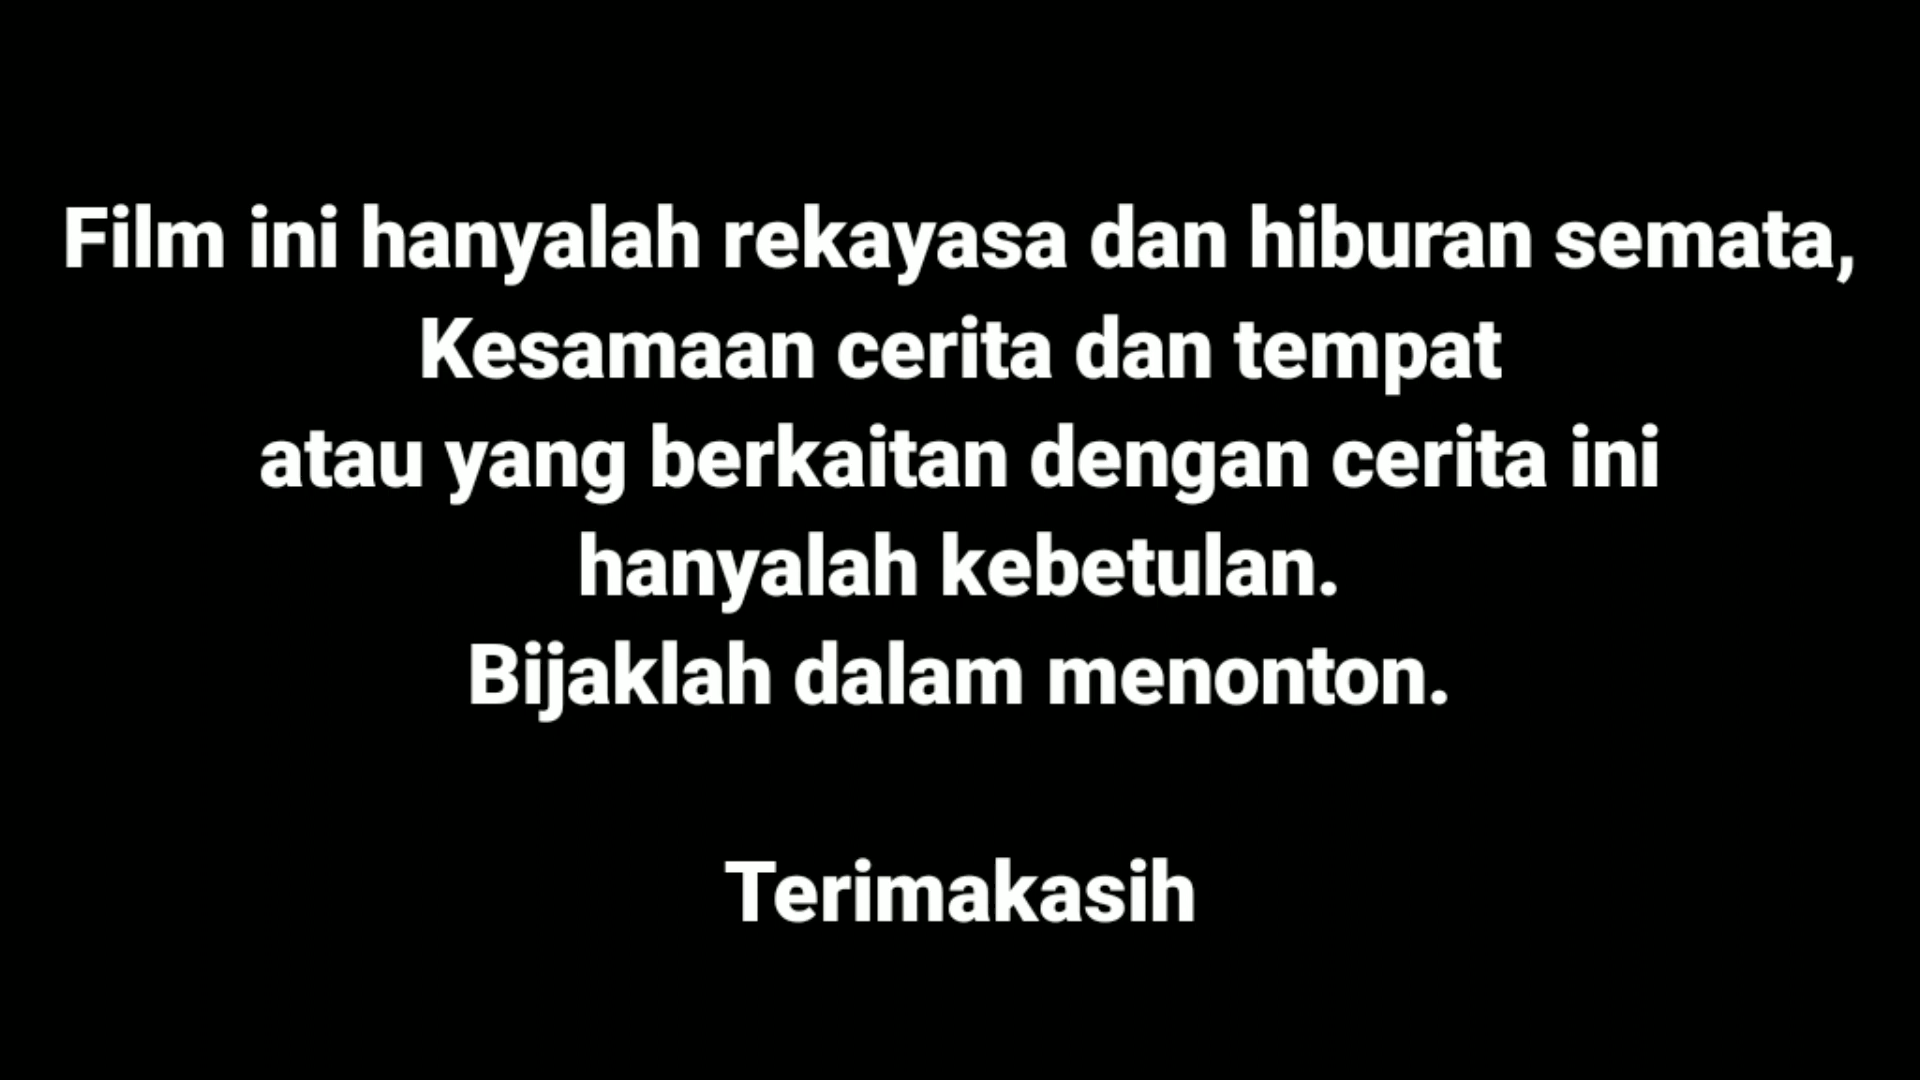 Film ini hanyalah rekayasa dan hiburan semata,
Kesamaan cerita dan tempat
atau yang berkaitan dengan cerita ini
hanyalah kebetulan.
Bijaklah dalam menonton.
Terimakasih